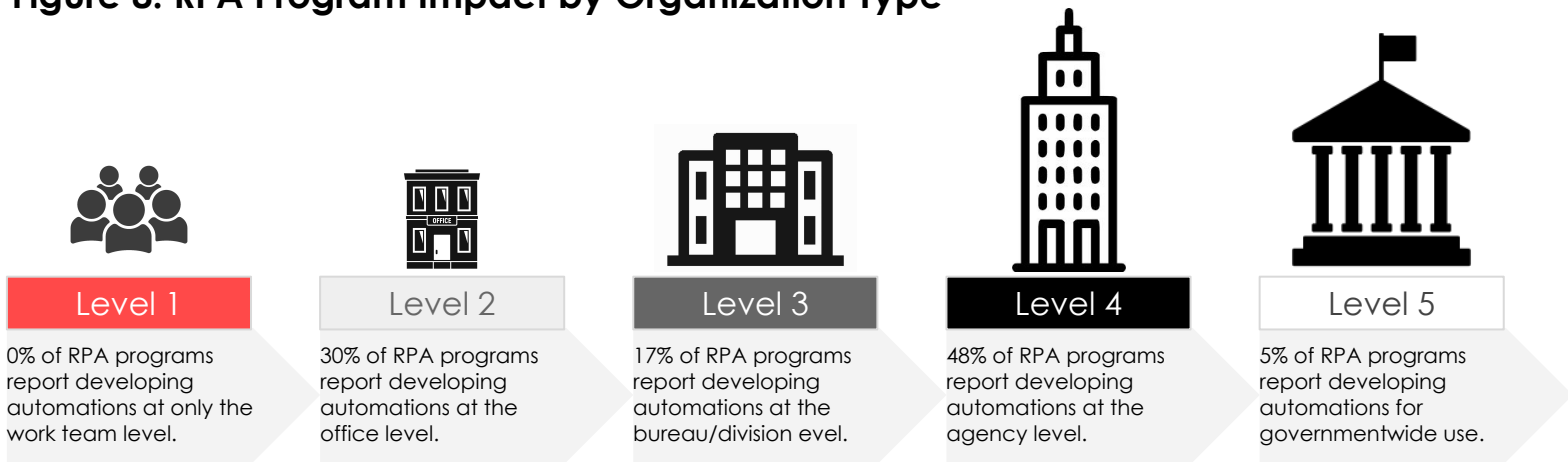 Figure 8: RPA Program Impact by Organization Type
OFFICE
Level 1
0% of RPA programs
report developing
automations at only the
work team level.
Level 2
30% of RPA programs
report developing
automations at the
office level.
Level 3
17% of RPA programs
report developing
automations at the
bureau/division evel.
Level 4
48% of RPA programs
report developing
automations at the
agency level.
Level 5
5% of RPA programs
report developing
automations for
governmentwide use.